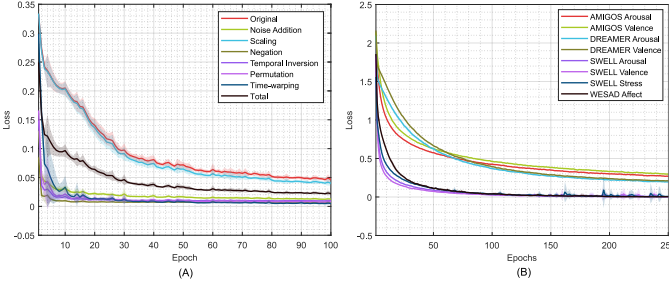 0.35
0.3
0.25
0.2
0.15
0.1
0.05
0
-0.05
Loss
10 20 30 40 50 60 70 80 90 100
Epoch
(A)
Original
Noise Addition
Scaling
Negation
Temporal Inversion
Permutation
Time-warping
Total
2.5
2
1.5
1
0.5
0
-0.5
Loss
50 100 150 200 250
Epochs
(B)
AMIGOS Arousal
AMIGOS Valence
DREAMER Arousal
DREAMER Valence
SWELL Arousal
SWELL Valence
SWELL Stress
WESAD Affect